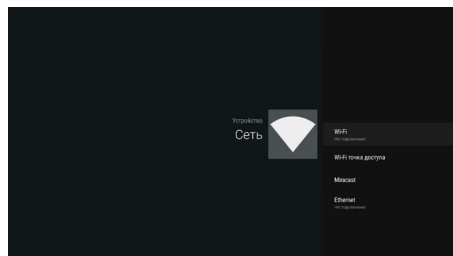 Устройство
Сеть
Wi-Fi
Нет подключения
Wi-Fi точка доступа
Miracast
Ethernet
Нет подключения